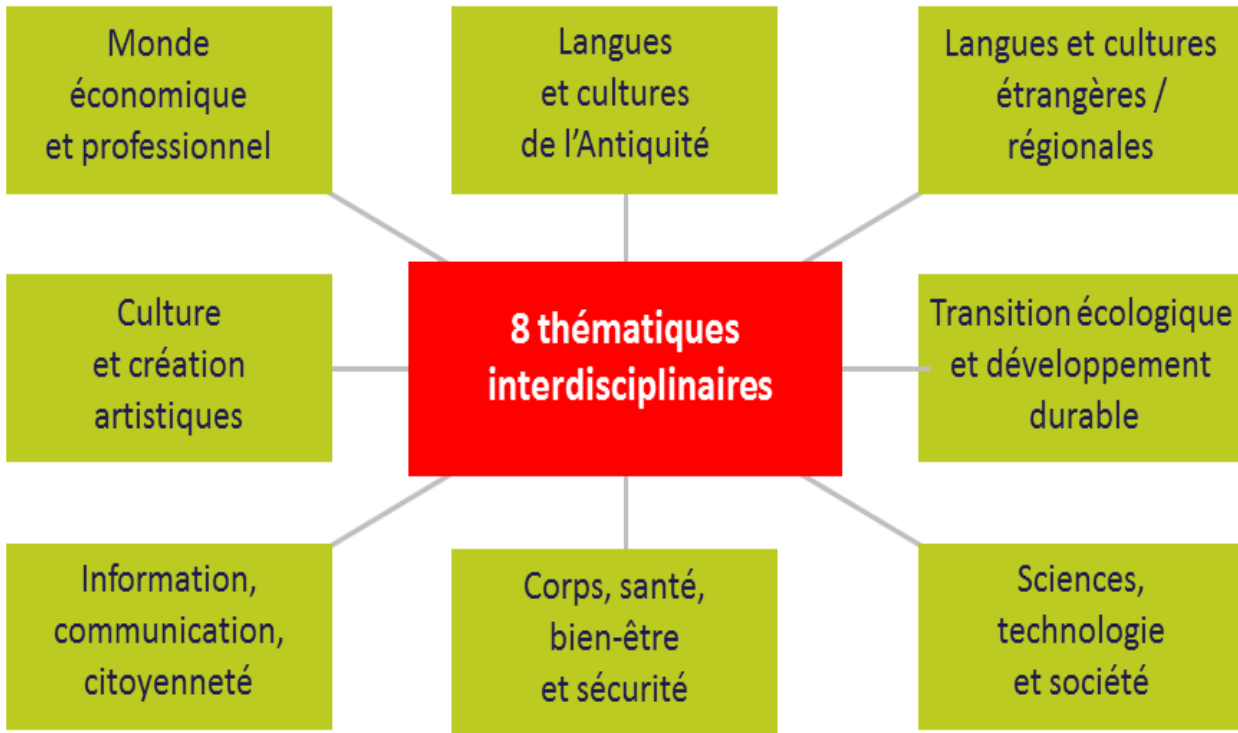 Monde
économique
et professionnel
Langues
et cultures
de l'Antiquité
Langues et cultures
étrangères /
régionales
Culture
et création
artistiques
8 thématiques
interdisciplinaires
Transition écologique
et développement
durable
Information,
communication,
citoyenneté
Corps, santé,
bien-être
et sécurité
Sciences,
technologie
et société